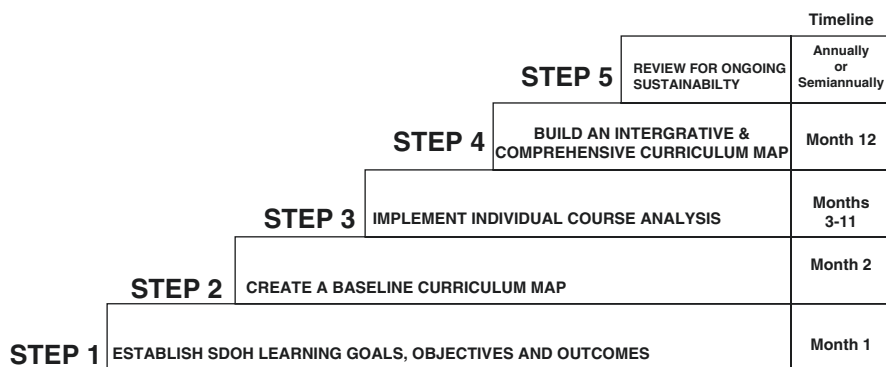 Timeline
STEP 5
REVIEW FOR ONGOING
SUSTAINABILTY
Annually
or
Semiannually
STEP 4
BUILD AN INTERGRATIVE &
COMPREHENSIVE CURRICULUM MAP
Month 12
STEP 3
IMPLEMENT INDIVIDUAL COURSE ANALYSIS
Months
3-11
STEP 2
CREATE A BASELINE CURRICULUM MAP
Month 2
STEP 1
ESTABLISH SDOH LEARNING GOALS, OBJECTIVES AND OUTCOMES
Month 1